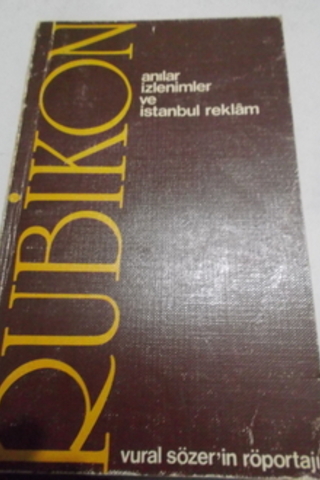 RUBİKON
anılar
izlenimler
ve
istanbul reklâm
vural sözer'in röportajı